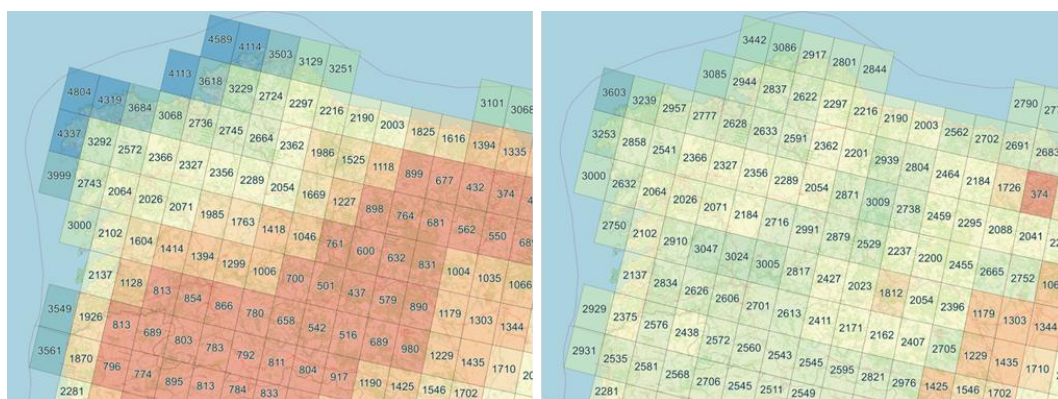 4589 4114 3503 3129 3251 3101 3068
4113 3618 3229 2724 2297 2216 2190 2003 1825 1616 1394 1335
4804 4319 3684 3068 2736 2745 2664 2362 1986 1525 1118 899 677 432 374
4337 3292 2572 2366 2327 2356 2289 2054 1669 1227 898 764 681 562 550
3999 2743 2064 2026 2071 1985 1763 1418 1046 761 600 632 831 1004 1035 1066
3000 2102 1604 1414 1394 1299 1006 700 501 437 579 890 1179 1303 1344
2137 1128 813 854 866 780 658 542 516 689 980 1229 1435 1710
3549 1926 813 689 803 783 792 811 804 917 1190 1425 1546 1702
3561 1870 796 774 895 813 784 833
2281
3442 3086 2917 2801 2844 2790
3085 2944 2837 2622 2297 2216 2190 2003 2562 2702 2691 2683
3603 3239 2957 2777 2628 2633 2591 2362 2201 2939 2804 2464 2184 1726 374
3253 2858 2541 2366 2327 2356 2289 2054 2871 3009 2738 2459 2295 2088 2041
3000 2632 2064 2026 2071 2184 2716 2991 2879 2529 2237 2200 2455 2665 2752
2750 2102 2910 3047 3024 3005 2817 2427 2023 1812 2054 2396 1179 1303 1344
2137 2834 2626 2606 2701 2613 2411 2171 2162 2407 2705 1229 1435 1710
2929 2375 2576 2438 2572 2560 2543 2545 2595 2821 2976 1425 1546 1702
2931 2535 2581 2568 2706 2545 2511 2549
2281